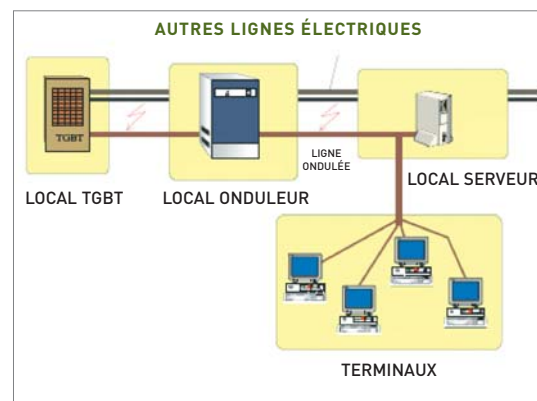 AUTRES LIGNES ÉLECTRIQUES
TGBT
LIGNE
ONDULÉE
LOCAL TGBT
LOCAL ONDULEUR
LOCAL SERVEUR
TERMINAUX